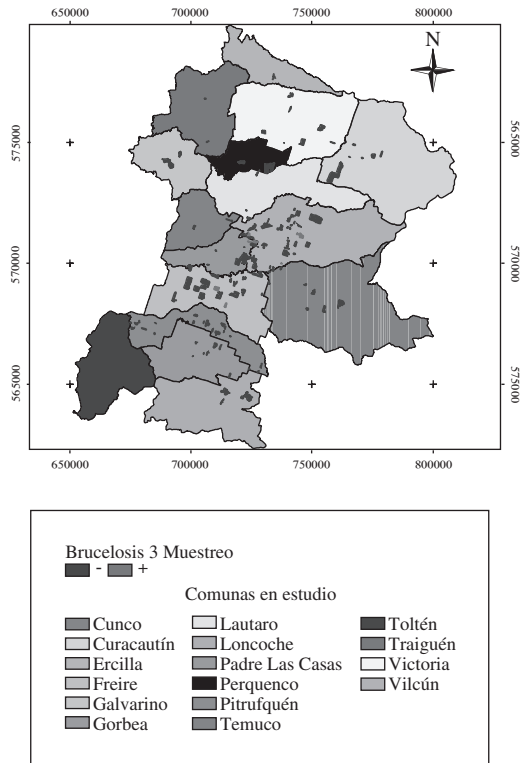 650000 700000 750000 800000
N
575000 565000
570000 570000
565000 575000
650000 700000 750000 800000
Brucelosis 3 Muestreo
- +
Comunas en estudio
Cunco Lautaro Toltén
Curacautín Loncoche Traiguén
Ercilla Padre Las Casas Victoria
Freire Perquenco Vilcún
Galvarino Pitrufquén
Gorbea Temuco